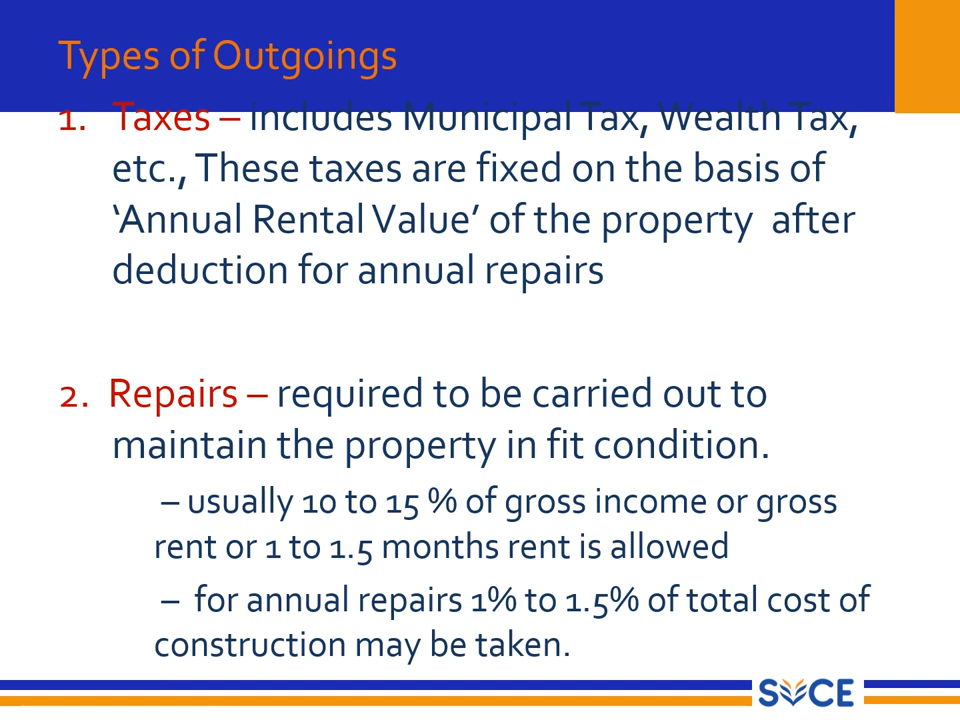 Types of Outgoings
1. Taxes – includes Municipal Tax, Wealth Tax,
etc., These taxes are fixed on the basis of
‘Annual Rental Value’ of the property after
deduction for annual repairs
2. Repairs – required to be carried out to
maintain the property in fit condition.
– usually 10 to 15 % of gross income or gross
rent or 1 to 1.5 months rent is allowed
– for annual repairs 1% to 1.5% of total cost of
construction may be taken.
SVCE